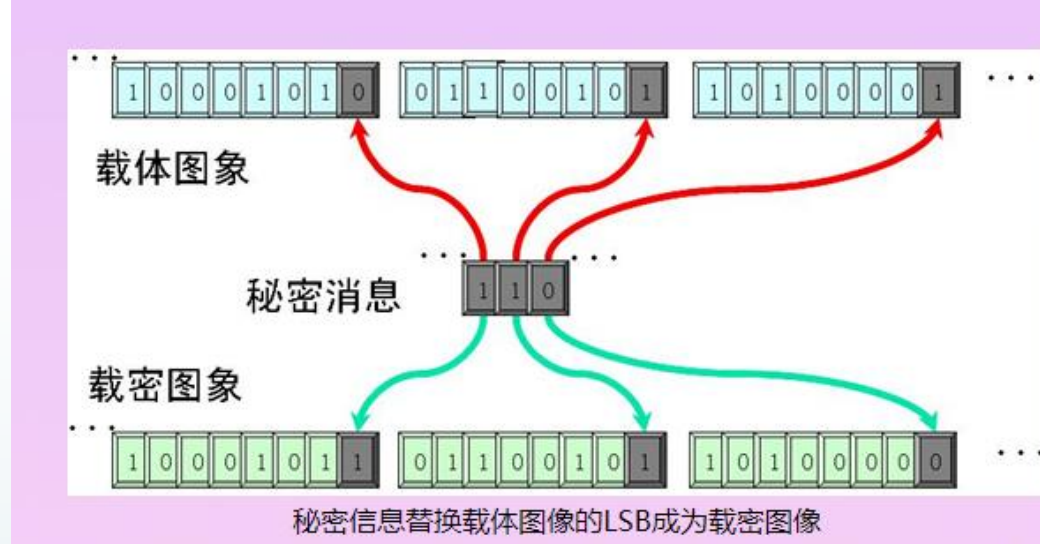 ...
1 0 0 0 1 0 1 0 0 1 1 0 0 1 0 1 1 0 1 0 0 0 0 1 ...
载体图象
... 1 1 0 ...
秘密消息
载密图象
...
1 0 0 0 1 0 1 1 0 1 1 0 0 1 0 1 1 0 1 0 0 0 0 0 ...
秘密信息替换载体图像的LSB成为载密图像